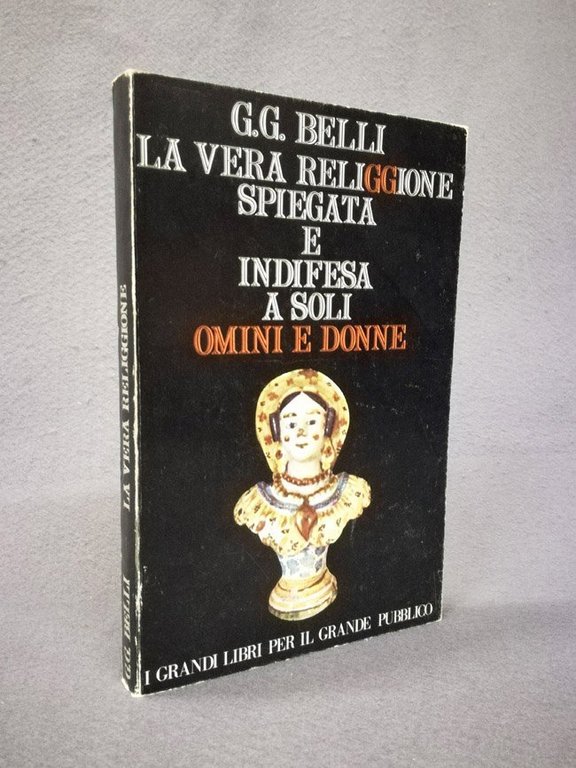 G.G. BELLI
LA VERA RELIGGIONE
SPIEGATA
E
INDIFESA
A SOLI
OMINI E DONNE
I GRANDI LIBRI PER IL GRANDE PUBBLICO
G.G. BELLI LA VERA RELIGGIONE